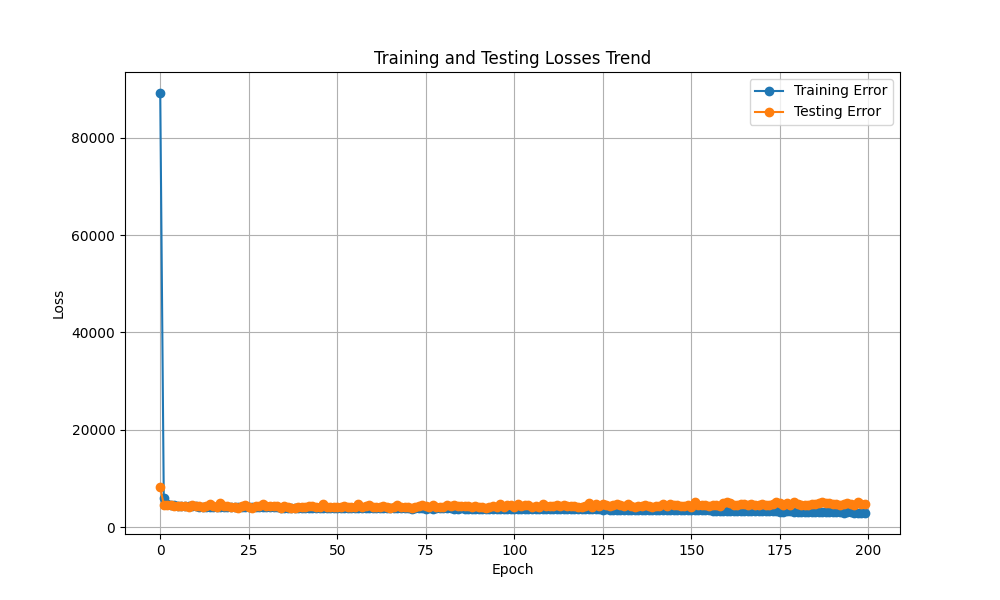 Training and Testing Losses Trend
Training Error
Testing Error
80000
60000
40000
20000
0
Loss
0 25 50 75 100 125 150 175 200
Epoch